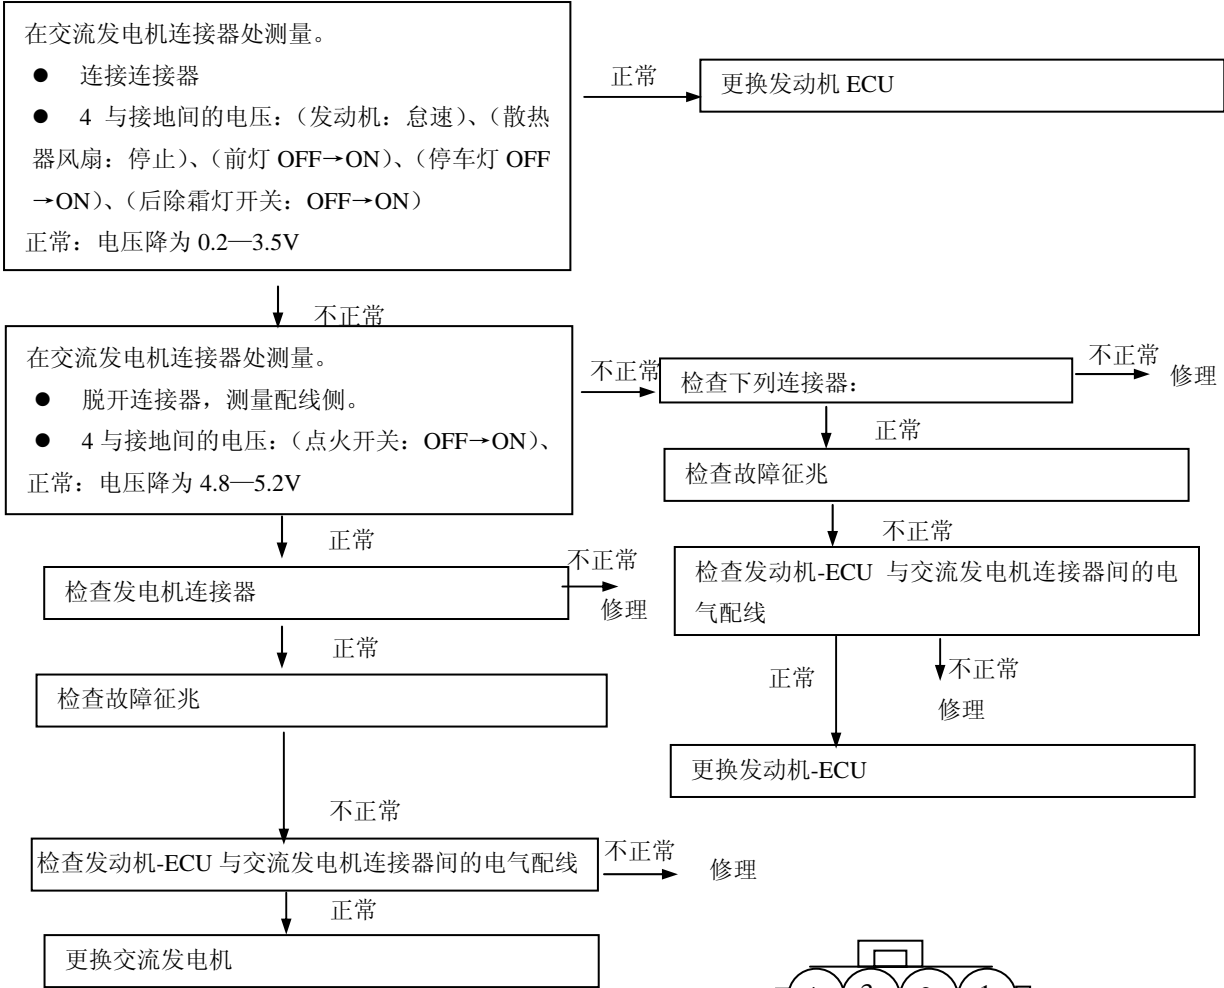 在交流发电机连接器处测量。
● 连接连接器
● 4 与接地间的电压：（发动机：怠速）、（散热
器风扇：停止）、（前灯 OFF→ON）、（停车灯 OFF
→ON）、（后除霜灯开关：OFF→ON）
正常：电压降为 0.2—3.5V
正常
更换发动机 ECU
不正常
在交流发电机连接器处测量。
● 脱开连接器，测量配线侧。
● 4 与接地间的电压：（点火开关：OFF→ON）、
正常：电压降为 4.8—5.2V
不正常
检查下列连接器：
不正常
修理
正常
检查故障征兆
不正常
检查发动机-ECU 与交流发电机连接器间的电
气配线
正常
不正常
修理
更换发动机-ECU
正常
检查发电机连接器
不正常
修理
正常
检查故障征兆
不正常
检查发动机-ECU 与交流发电机连接器间的电气配线
不正常
修理
正常
更换交流发电机